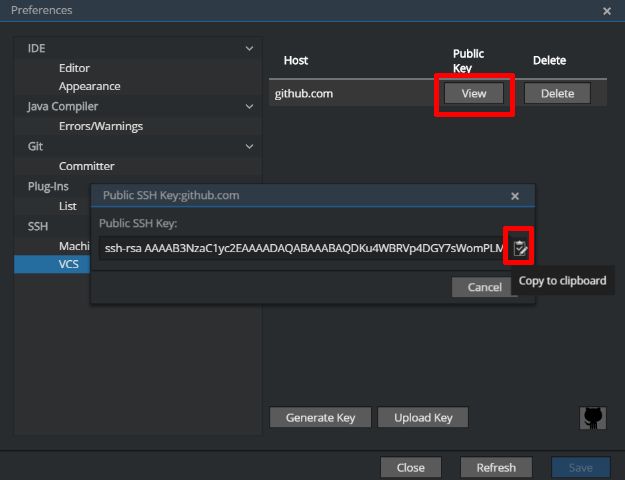 Preferences
IDE
Editor
Appearance
Java Compiler
Errors/Warnings
Git
Committer
Plug-Ins
List
SSH
VCS
Host
Public
Key
Delete
github.com
View
Delete
Public SSH Key:github.com
Public SSH Key:
ssh-rsa AAAAB3NzaC1yc2EAAAADAQABAAABAQDKu4WBRVp4DGY7sWomPLM
Copy to clipboard
Cancel
Generate Key
Upload Key
Close
Refresh
Save